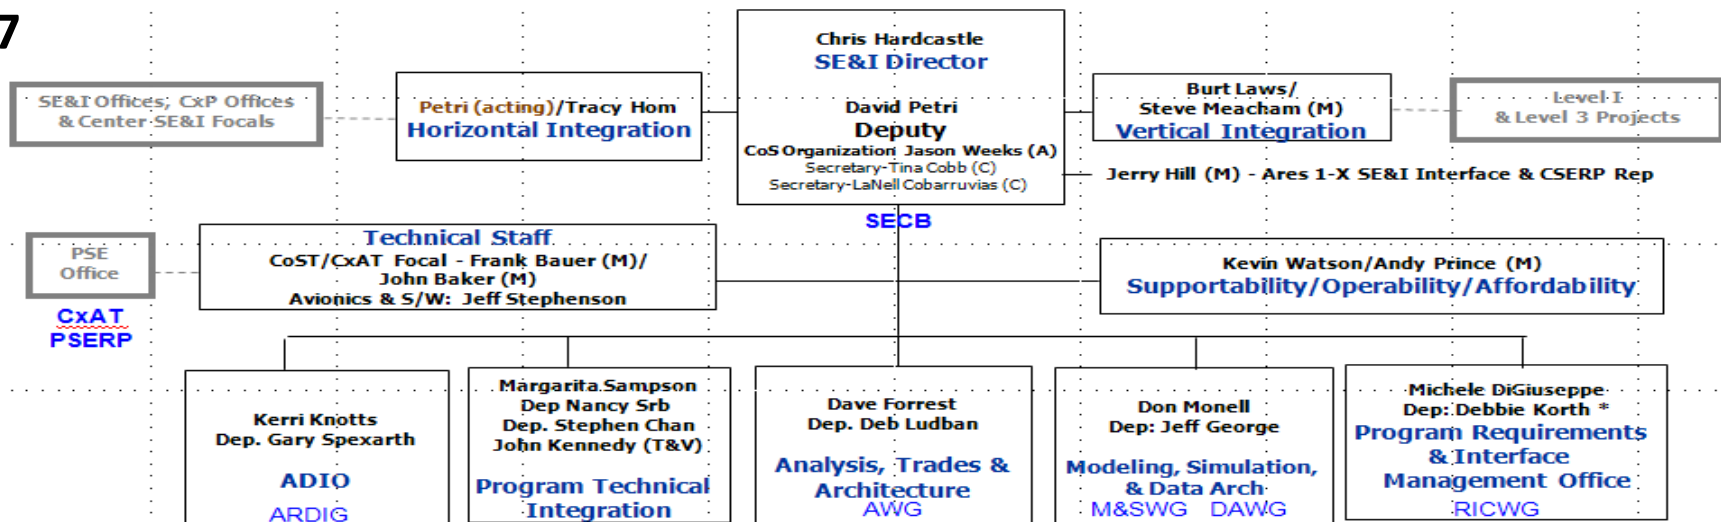 7
Chris Hardcastle
SE&I Director
David Petri
Deputy
CoS Organization Jason Weeks (A)
Secretary-Tina Cobb (C)
Secretary-LaNell Cobarruvias (C)
SECB
SE&I Offices, CxP Offices
& Center SE&I Focals
Petri (acting)/Tracy Hom
Horizontal Integration
Burt Laws/
Steve Meacham (M)
Vertical Integration
Level I
& Level 3 Projects
Jerry Hill (M) - Ares 1-X SE&I Interface & CSERP Rep
PSE
Office
CxAT
PSERP
Technical Staff
CoST/CxAT Focal - Frank Bauer (M)/
John Baker (M)
Avionics & S/W: Jeff Stephenson
Kevin Watson/Andy Prince (M)
Supportability/Operability/Affordability
Kerri Knotts
Dep. Gary Spexarth
ADIO
ARDIG
Margarita Sampson
Dep Nancy Srb
Dep. Stephen Chan
John Kennedy (T&V)
Program Technical
Integration
Dave Forrest
Dep. Deb Ludban
Analysis, Trades &
Architecture
AWG
Don Monell
Dep: Jeff George
Modeling, Simulation,
& Data Arch
M&SWG DAWG
Michele DiGiuseppe
Dep: Debbie Korth *
Program Requirements
& Interface
Management Office
RICWG